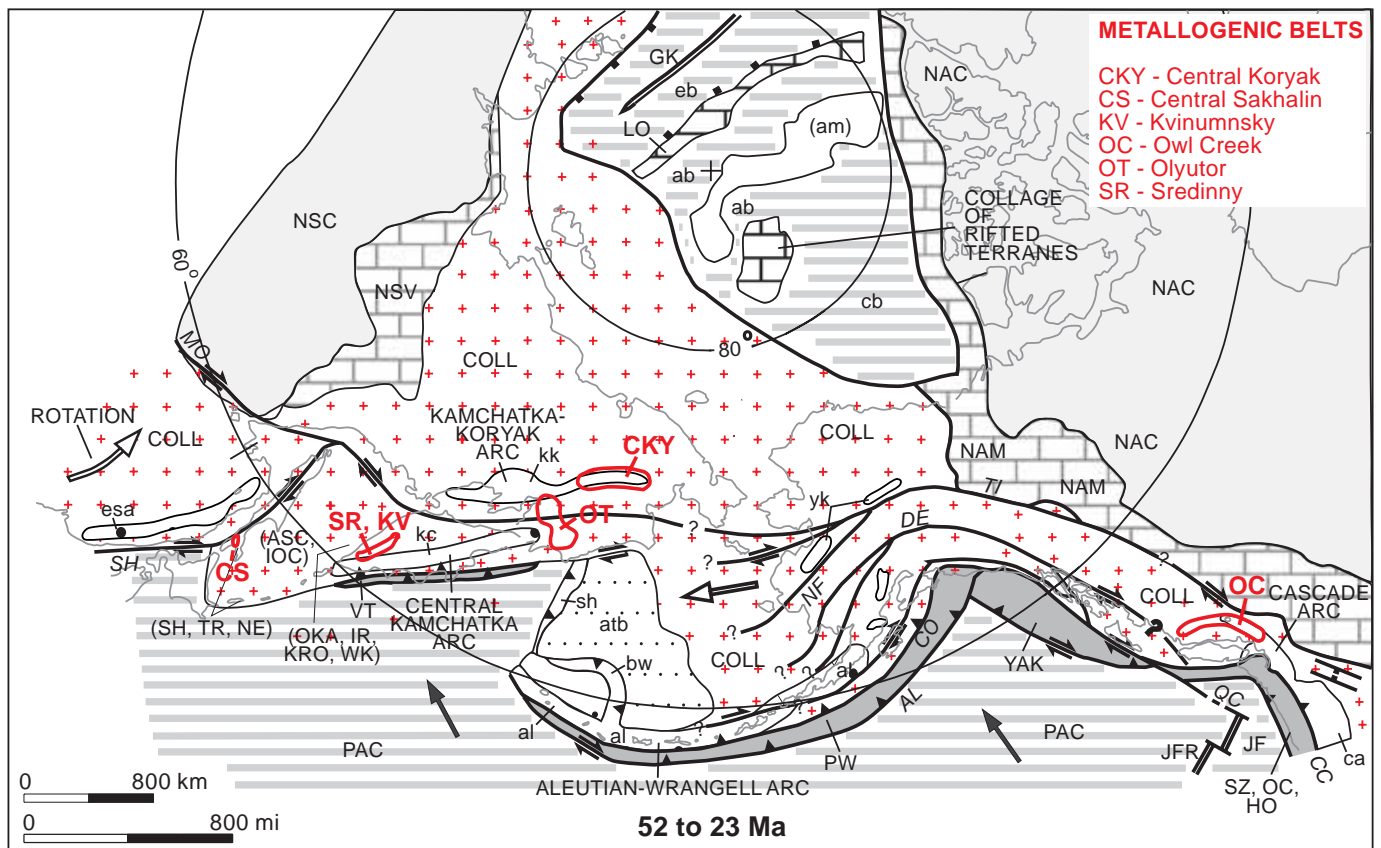 METALLOGENIC BELTS
CKY - Central Koryak
CS - Central Sakhalin
KV - Kvinumnsky
OC - Owl Creek
OT - Olyutor
SR - Sredinny
GK
eb
LO
(am)
ab
ab
cb
NAC
COLLAGE
OF
RIFTED
TERRANES
NAC
NSC
60°
NSV
MO
80°
COLL
ROTATION
COLL
KAMCHATKA-
KORYAK
ARC
kk
CKY
COLL
NAM
NAC
NAM
TI
yk
esa
SR, KV
OT
?
DE
(ASC,
IOC)
kc
SH
CS
?
?
NF
OC
CASCADE
ARC
COLL
?
VT
CENTRAL
KAMCHATKA
ARC
sh
atb
(SH, TR, NE)
(OKA, IR,
KRO, WK)
?
bw
COLL
?
?
al
CO
YAK
AL
QC
al
al
?
PAC
PW
PAC
JFR
JF
CC
ca
ALEUTIAN-WRANGELL ARC
SZ, OC,
HO
0 800 km
0 800 mi
52 to 23 Ma